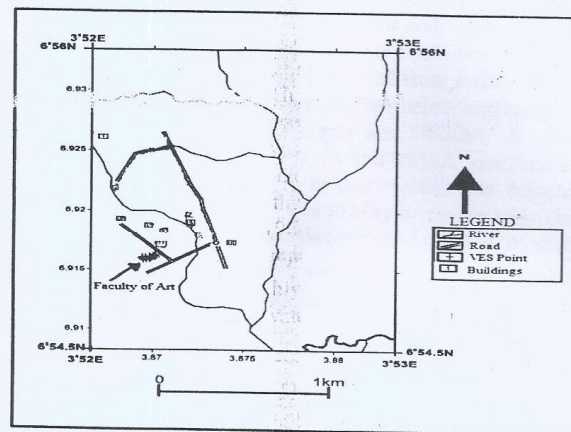 3°52E 3°53E
6°56N 6°56N
6.93
6.925
6.92
6.915
6.91
6°54.5N 6°54.5N
3°52E 3.87 3.875 3.88 3°53E
Faculty of Art
0 1km
N
LEGEND
River
Road
VES Point
Buildings